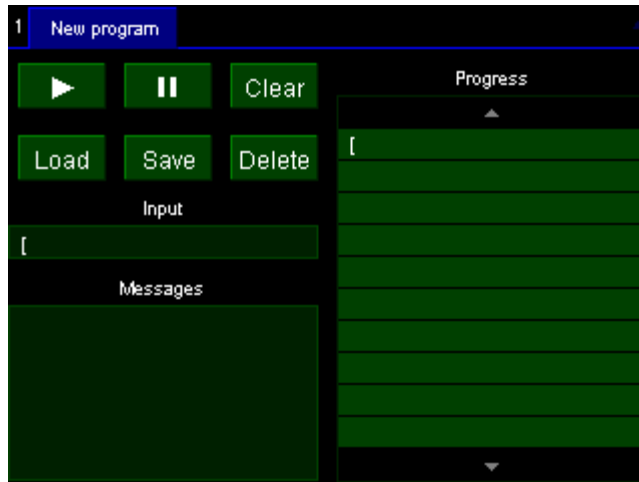 1 New program
Clear
Load Save Delete
Input
[
Messages
Progress
[